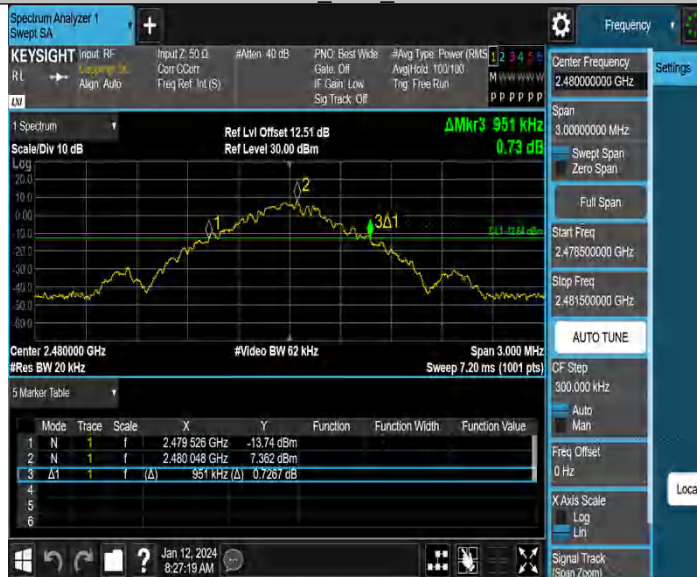 Spectrum Analyzer 1
Swept SA
+
Frequency
KEYSIGHT
RL
Input: RF
Align: Auto
Input Z: 50 Ω
Corr CCorr
Freq Ref: Int (S)
#Atten: 40 dB
PNO: Best Wide
Gate: Off
IF Gain: Low
Sig Track: Off
#Avg Type: Power (RMS)
Avg|Hold: 100/100
Trig: Free Run
1 2 3 4 5 6
M W W W W W
P P P P P P
LXI
1 Spectrum
Scale/Div 10 dB
Ref Lvl Offset 12.51 dB
Ref Level 30.00 dBm
ΔMkr3 951 kHz
0.73 dB
Log
20.0
10.0
0.00
-10.0
-20.0
-30.0
-40.0
-50.0
-60.0
1
2
3Δ1
DL1 -12.64 dBm
Center 2.480000 GHz
#Res BW 20 kHz
#Video BW 62 kHz
Span 3.000 MHz
Sweep 7.20 ms (1001 pts)
5 Marker Table
Mode Trace Scale X Y Function Function Width Function Value
1 N 1 f 2.479 526 GHz -13.74 dBm
2 N 1 f 2.480 048 GHz 7.362 dBm
3 Δ1 1 f (Δ) 951 kHz (Δ) 0.7267 dB
4
5
6
Jan 12, 2024
8:27:19 AM
Center Frequency
2.480000000 GHz
Settings
Span
3.00000000 MHz
Swept Span
Zero Span
Full Span
Start Freq
2.478500000 GHz
Stop Freq
2.481500000 GHz
AUTO TUNE
CF Step
300.000 kHz
Auto
Man
Freq Offset
0 Hz
X Axis Scale
Log
Lin
Signal Track
(Span Zoom)
Loca